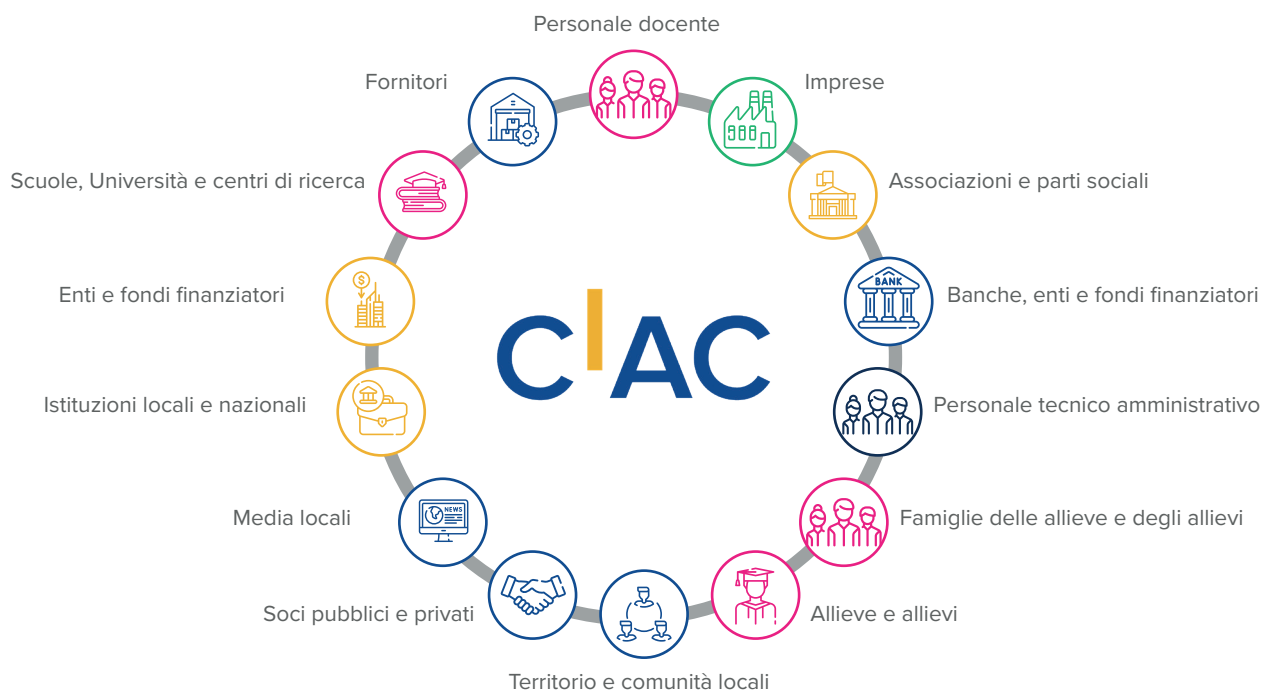 Personale docente
Fornitori
Imprese
Scuole, Università e centri di ricerca
Associazioni e parti sociali
Enti e fondi finanziatori
BANK
Banche, enti e fondi finanziatori
CIAC
Istituzioni locali e nazionali
Personale tecnico amministrativo
Media locali
NEWS
Famiglie delle allieve e degli allievi
Soci pubblici e privati
Allieve e allievi
Territorio e comunità locali
$